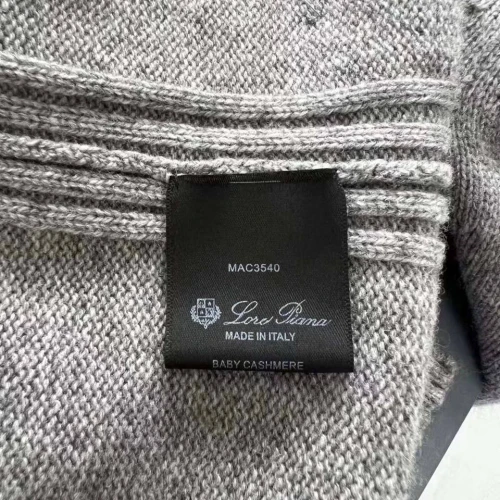 MAC3540
Loro Piana
MADE IN ITALY
BABY CASHMERE